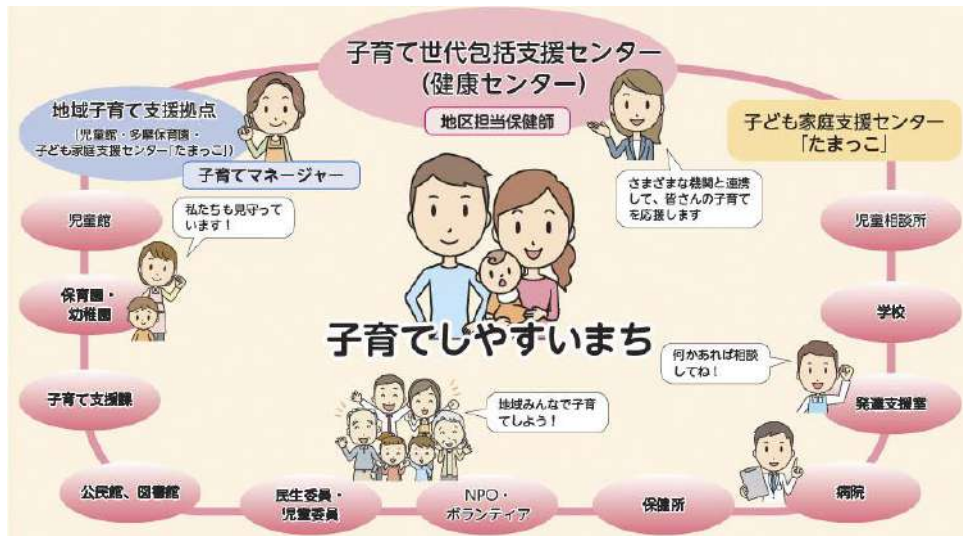 子育て世代包括支援センター
(健康センター)
地区担当保健師
地域子育て支援拠点
(児童館・多摩保育園・
子ども家庭支援センター「たまっこ」)
子育てマネージャー
子ども家庭支援センター
「たまっこ」
さまざまな機関と連携
して、皆さんの子育て
を応援します
私たちも見守って
います！
児童館
児童相談所
保育園・
幼稚園
学校
子育てしやすいまち
何かあれば相談
してね！
子育て支援課
発達支援室
地域みんなで子育
てしよう！
公民館、図書館
民生委員・
児童委員
NPO・
ボランティア
保健所
病院